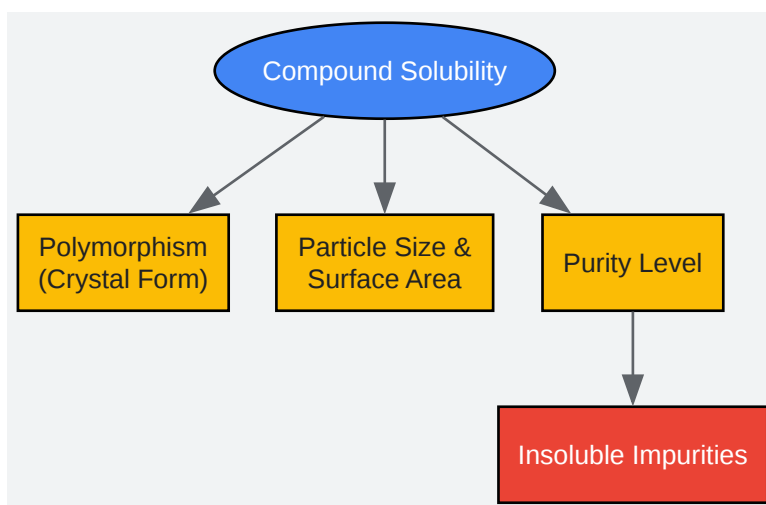 Compound Solubility
Polymorphism
(Crystal Form)
Particle Size &
Surface Area
Purity Level
Insoluble Impurities